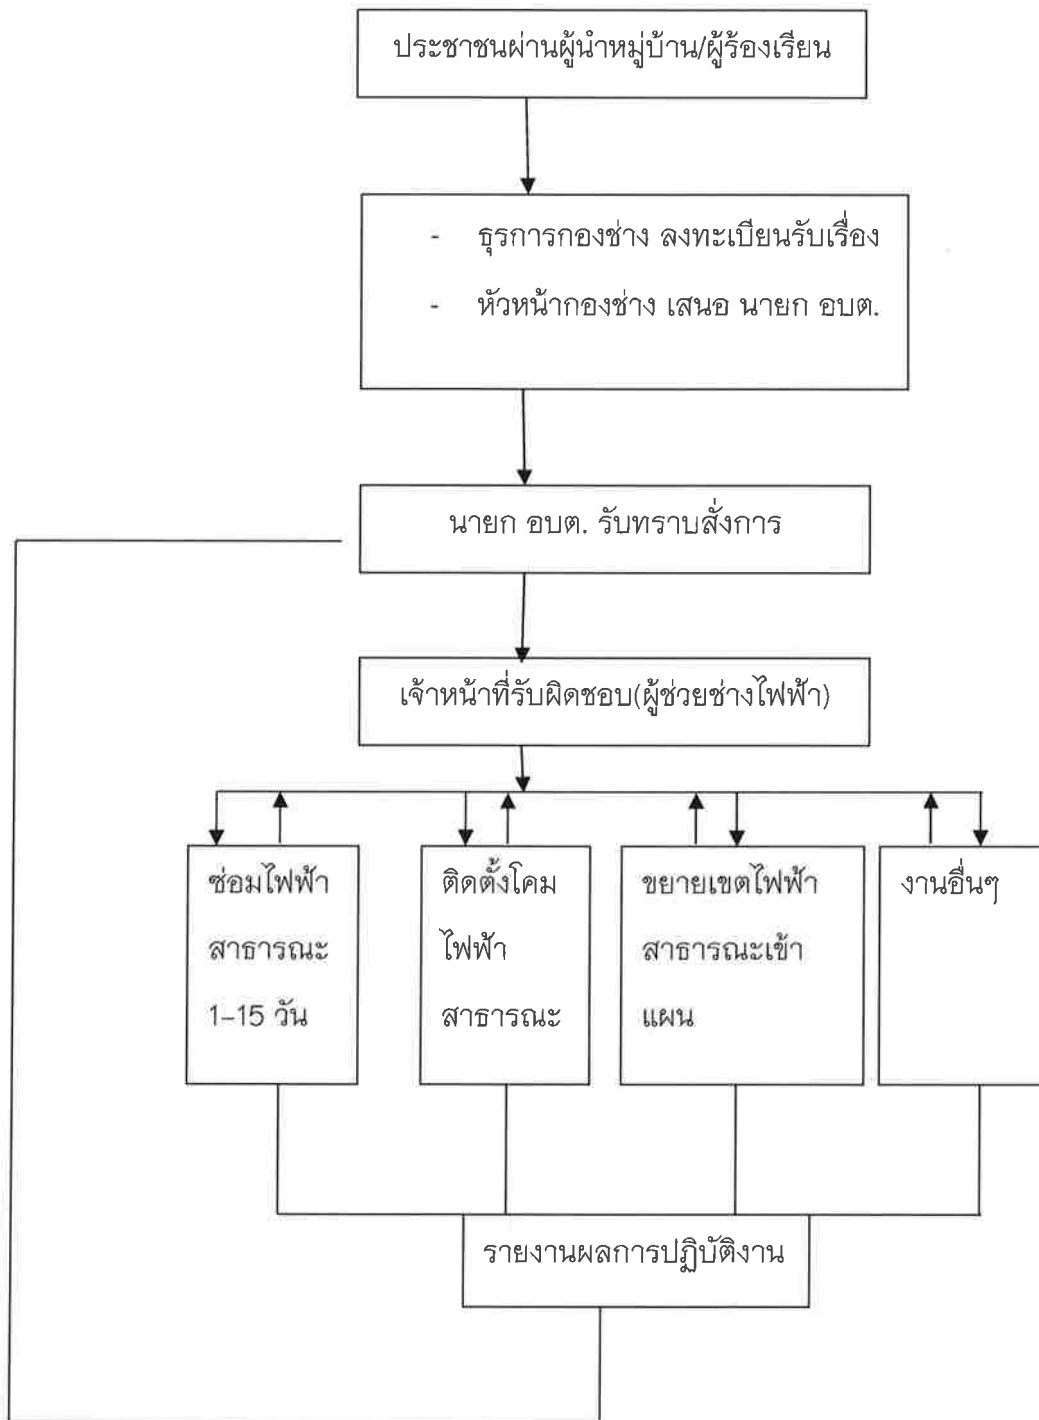 ประชาชนผ่านผู้นำหมู่บ้าน/ผู้ร้องเรียน
- ธุรการกองช่าง ลงทะเบียนรับเรื่อง
- หัวหน้ากองช่าง เสนอ นายก อบต.
นายก อบต. รับทราบสั่งการ
เจ้าหน้าที่รับผิดชอบ(ผู้ช่วยช่างไฟฟ้า)
ซ่อมไฟฟ้า
สาธารณะ
1-15 วัน
ติดตั้งโคม
ไฟฟ้า
สาธารณะ
ขยายเขตไฟฟ้า
สาธารณะเข้า
แผน
งานอื่นๆ
รายงานผลการปฏิบัติงาน